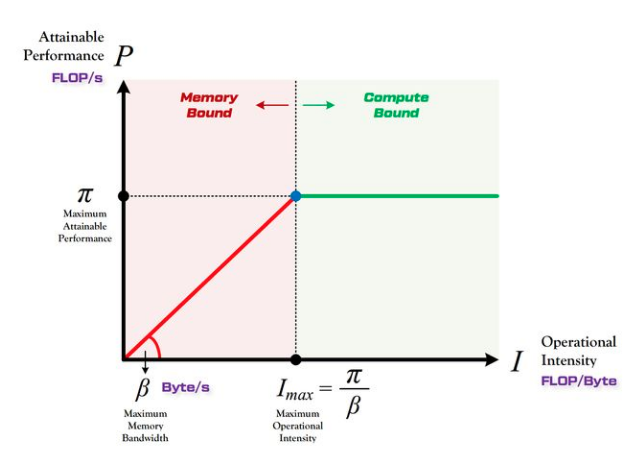 Attainable
Performance P
FLOP/s
Memory
Bound
Compute
Bound
π
Maximum
Attainable
Performance
Operational
I Intensity
FLOP/Byte
β Byte/s
Maximum
Memory
Bandwidth
I_max = π/β
Maximum
Operational
Intensity